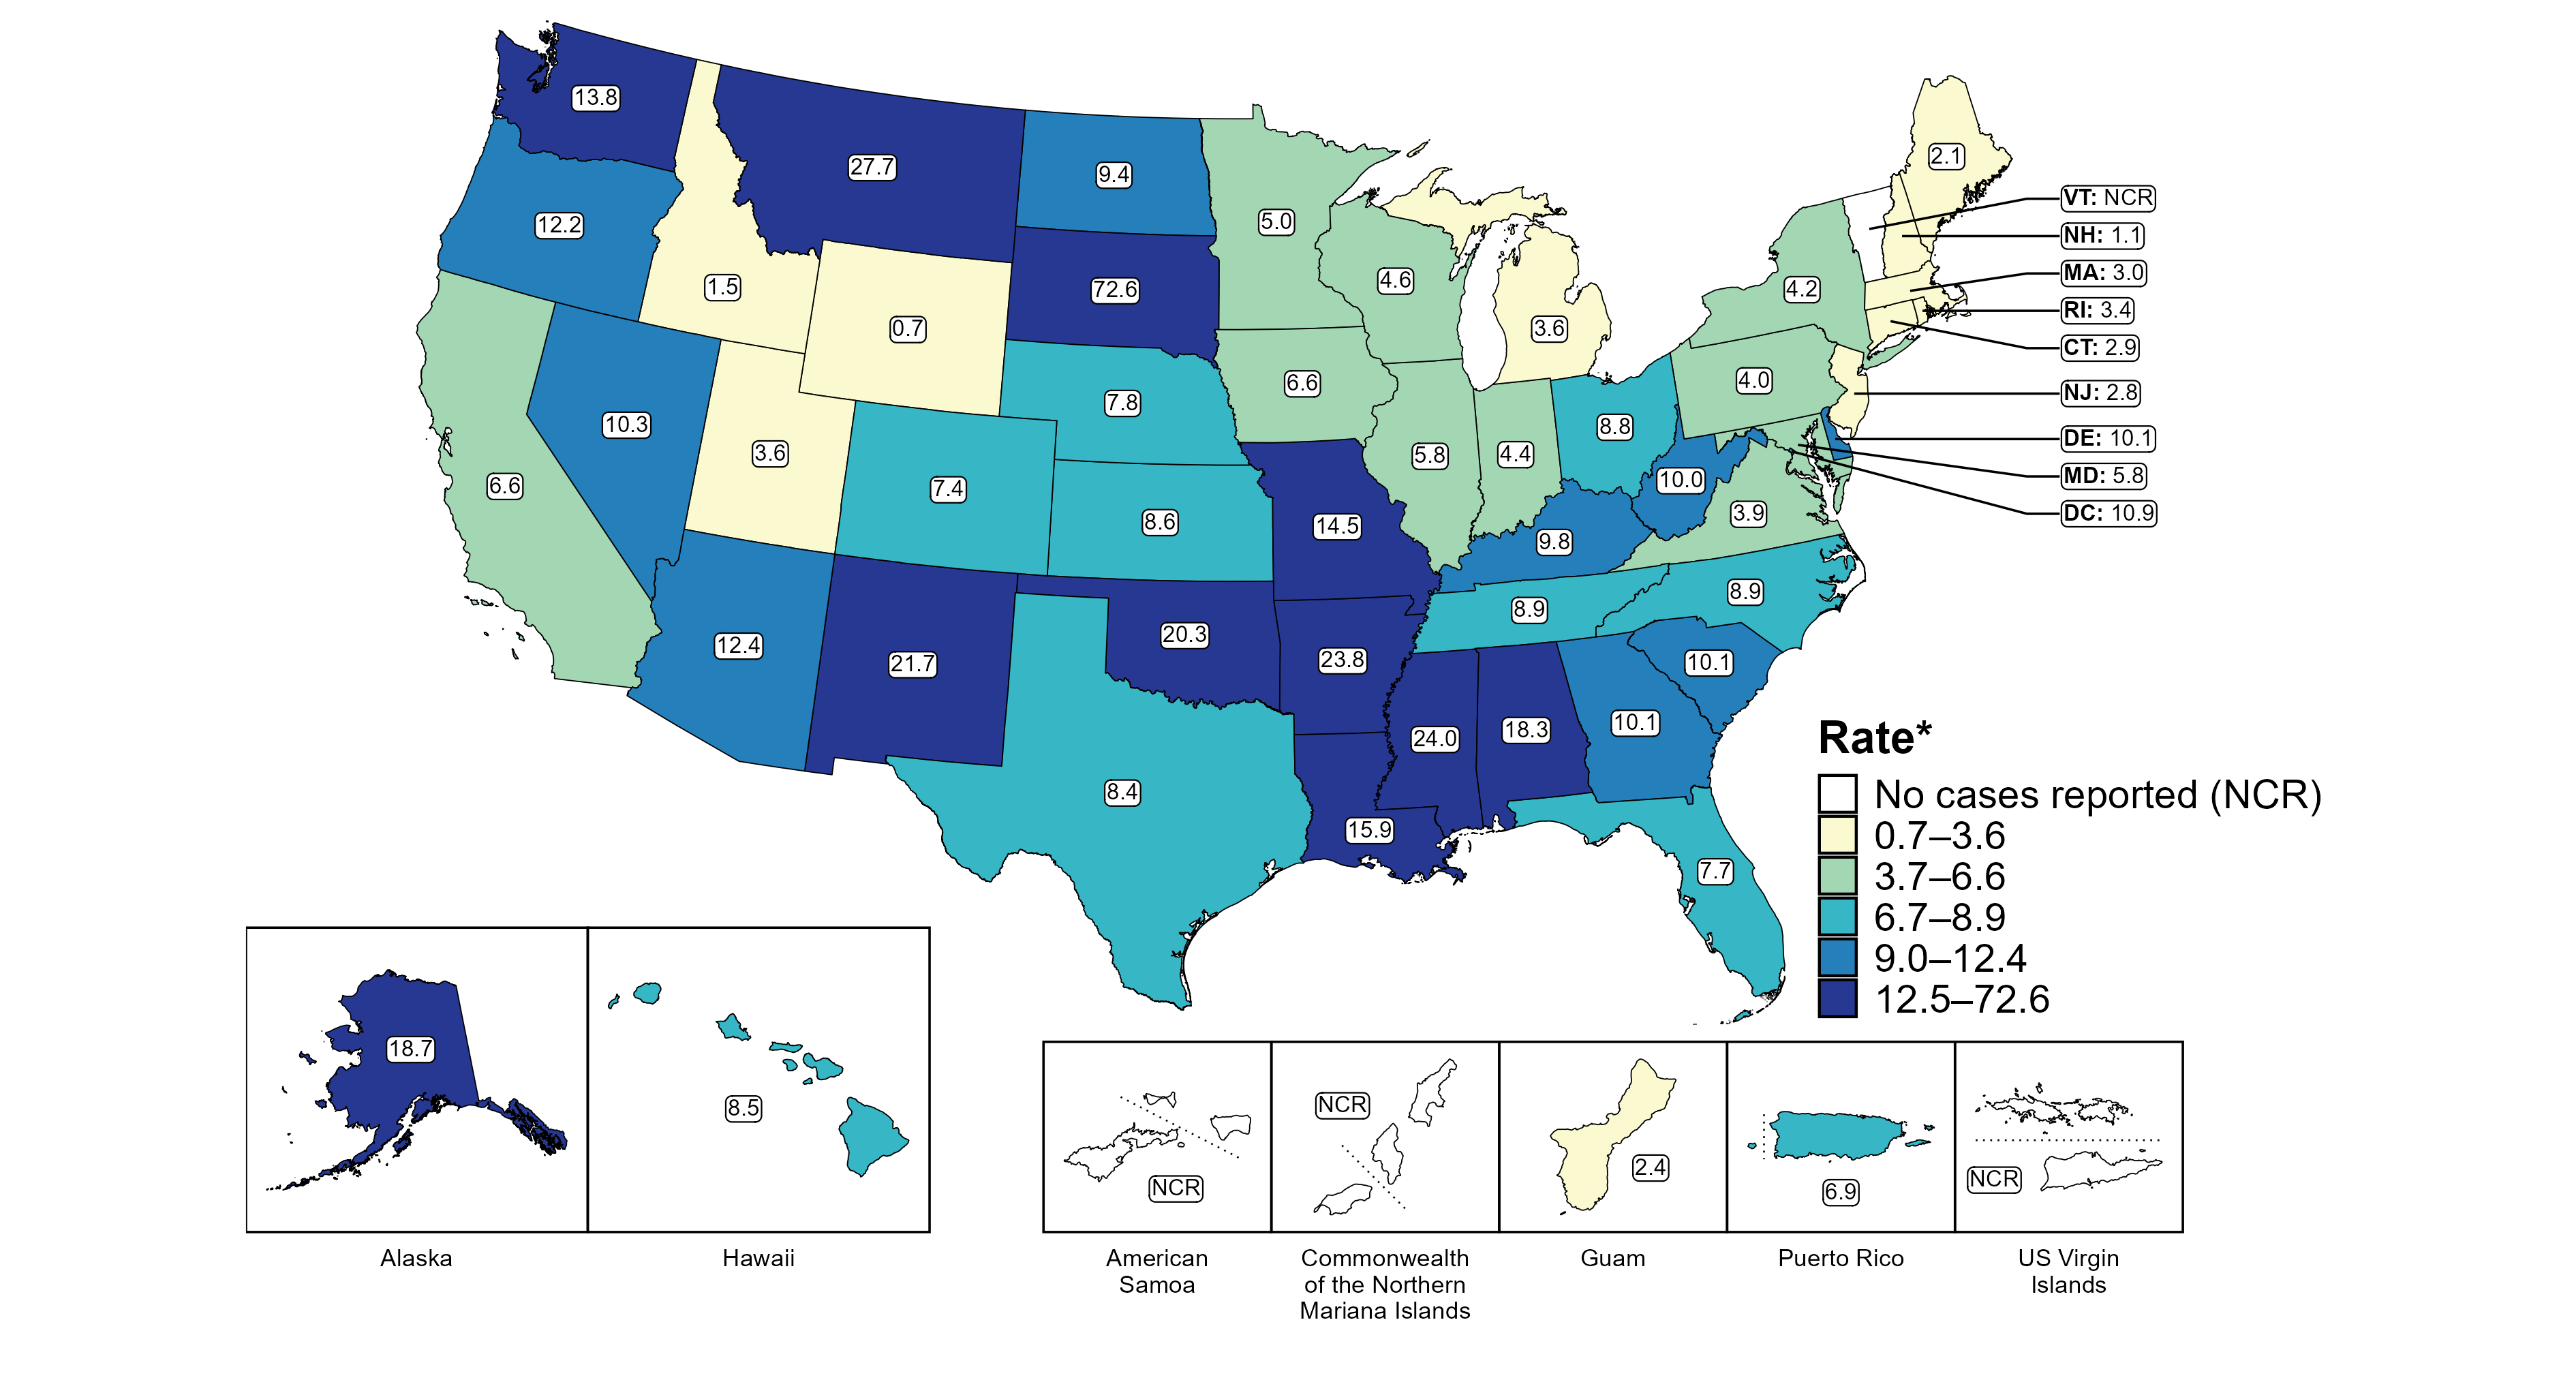 13.8
27.7
9.4
5.0
2.1
12.2
1.5
0.7
72.6
4.6
3.6
4.2
VT: NCR
NH: 1.1
MA: 3.0
RI: 3.4
CT: 2.9
NJ: 2.8
DE: 10.1
MD: 5.8
DC: 10.9
6.6
10.3
3.6
7.4
7.8
8.6
6.6
5.8
4.4
8.8
4.0
10.0
3.9
14.5
9.8
8.9
8.9
12.4
21.7
20.3
23.8
8.4
15.9
24.0
18.3
10.1
10.1
7.7
Rate*
No cases reported (NCR)
0.7–3.6
3.7–6.6
6.7–8.9
9.0–12.4
12.5–72.6
18.7
8.5
NCR
NCR
2.4
6.9
NCR
Alaska
Hawaii
American
Samoa
Commonwealth
of the Northern
Mariana Islands
Guam
Puerto Rico
US Virgin
Islands